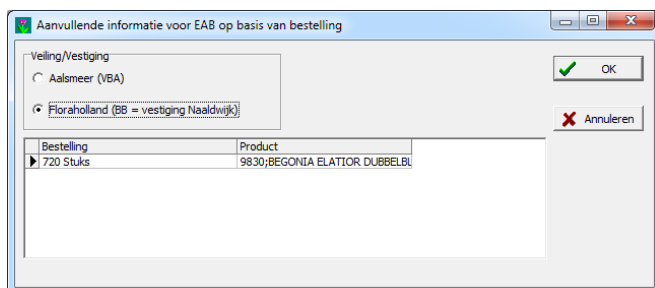 Aanvullende informatie voor EAB op basis van bestelling
Veiling/Vestiging
Aalsmeer (VBA)
Floraholland (BB = vestiging Naaldwijk)
OK
Annuleren
Bestelling Product
720 Stuks 9830;BEGONIA ELATIOR DUBBELBL